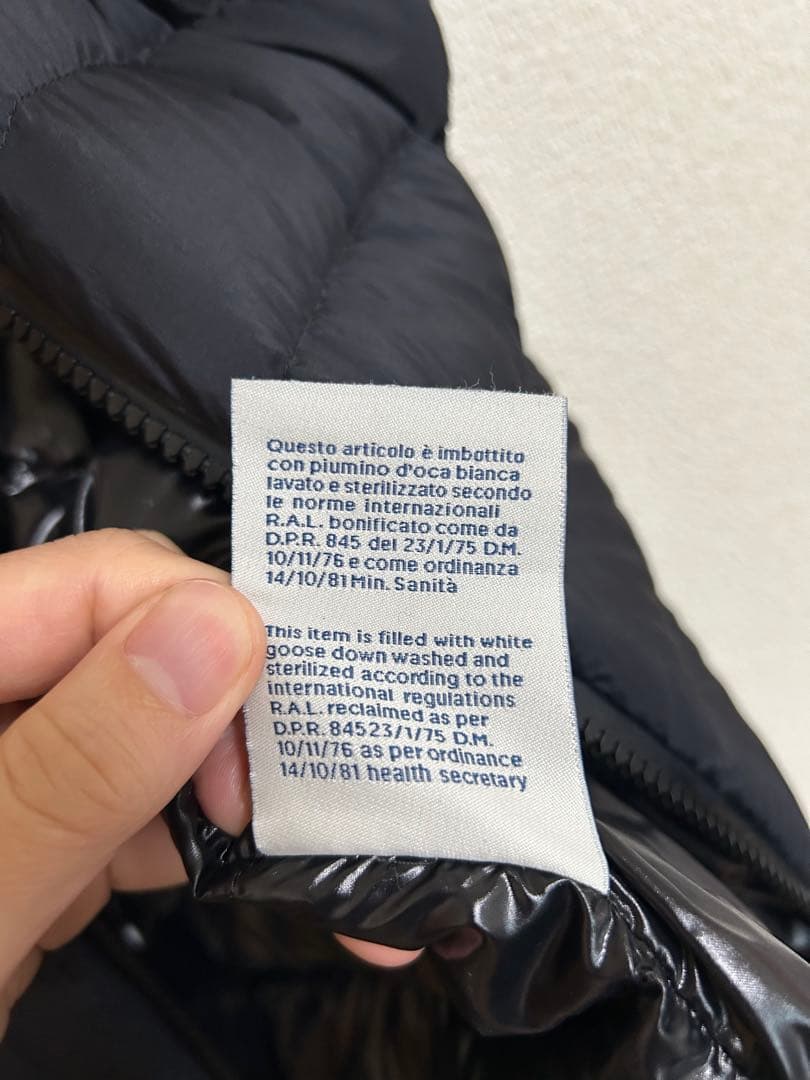 Questo articolo è imbottito
con piumino d'oca bianca
lavato e sterilizzato secondo
le norme internazionali
R.A.L. bonificato come da
D.P.R. 845 del 23/1/75 D.M.
10/11/76 e come ordinanza
14/10/81 Min. Sanità
This item is filled with white
goose down washed and
sterilized according to the
international regulations
R.A.L. reclaimed as per
D.P.R. 84523/1/75 D.M.
10/11/76 as per ordinance
14/10/81 health secretary